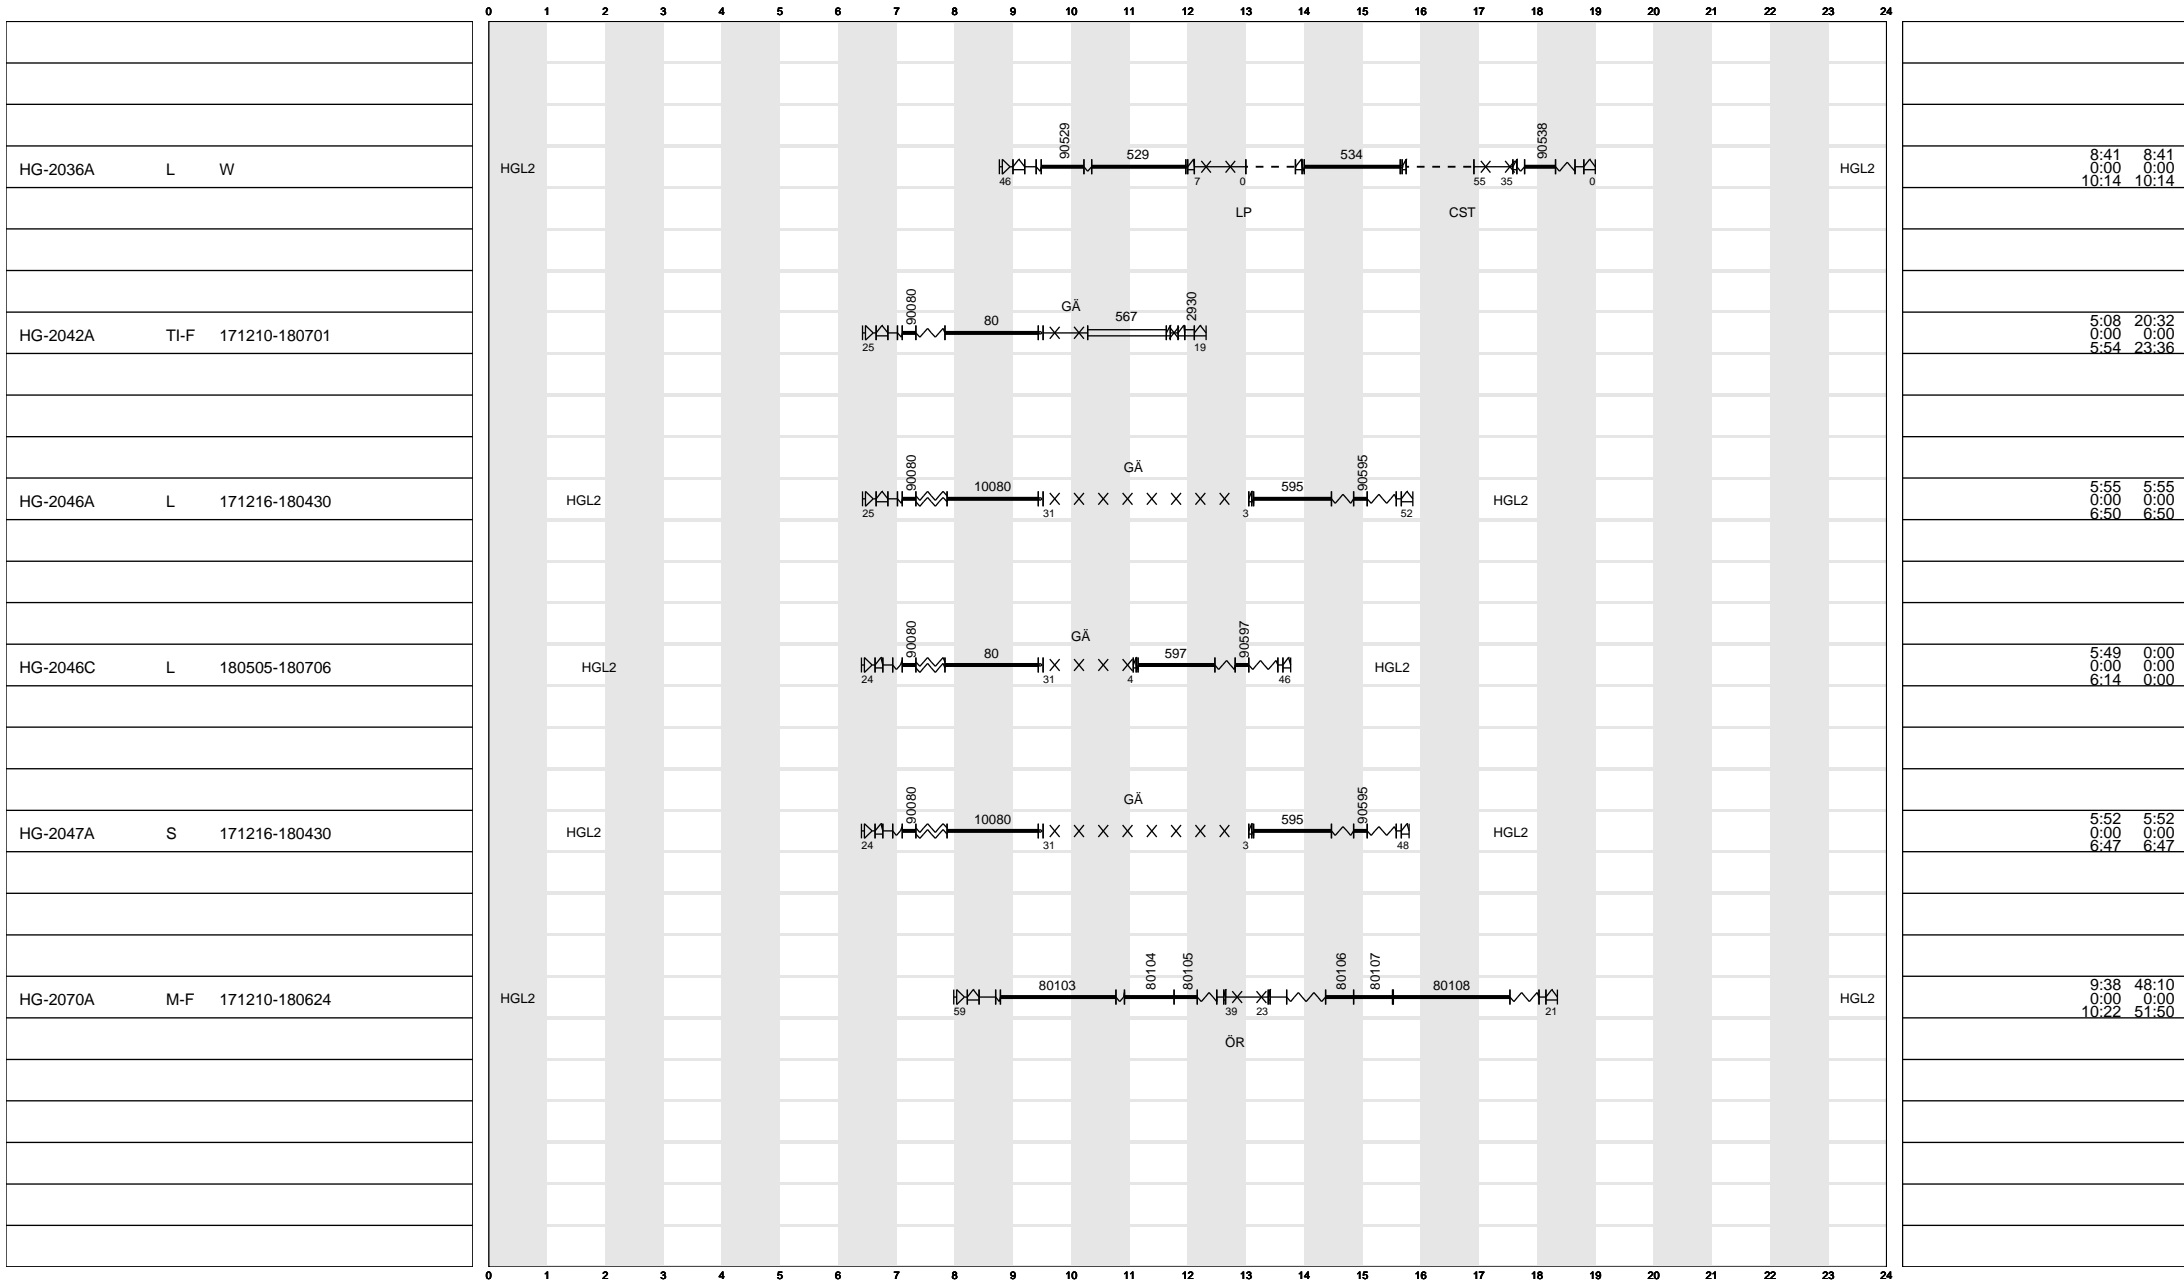 0 1 2 3 4 5 6 7 8 9 10 11 12 13 14 15 16 17 18 19 20 21 22 23 24
90529 90538
529 534
HG-2036A L W HGL2 HGL2 8:41 8:41
0:00 0:00
46 7 0 55 35 0 10:14 10:14
LP CST
90080 GÄ 2930
80 567
HG-2042A TI-F 171210-180701 5:08 20:32
0:00 0:00
25 19 5:54 23:36
90080 GÄ 90595
10080 595
HG-2046A L 171216-180430 HGL2 HGL2 5:55 5:55
0:00 0:00
25 31 3 52 6:50 6:50
90080 GÄ 90597
80 597
HG-2046C L 180505-180706 HGL2 HGL2 5:49 0:00
0:00 0:00
24 31 4 46 6:14 0:00
90080 GÄ 90595
10080 595
HG-2047A S 171216-180430 HGL2 HGL2 5:52 5:52
0:00 0:00
24 31 3 48 6:47 6:47
80104 80105 80106 80107
80103 80108
HG-2070A M-F 171210-180624 HGL2 HGL2 9:38 48:10
0:00 0:00
59 39 23 21 10:22 51:50
ÖR
0 1 2 3 4 5 6 7 8 9 10 11 12 13 14 15 16 17 18 19 20 21 22 23 24